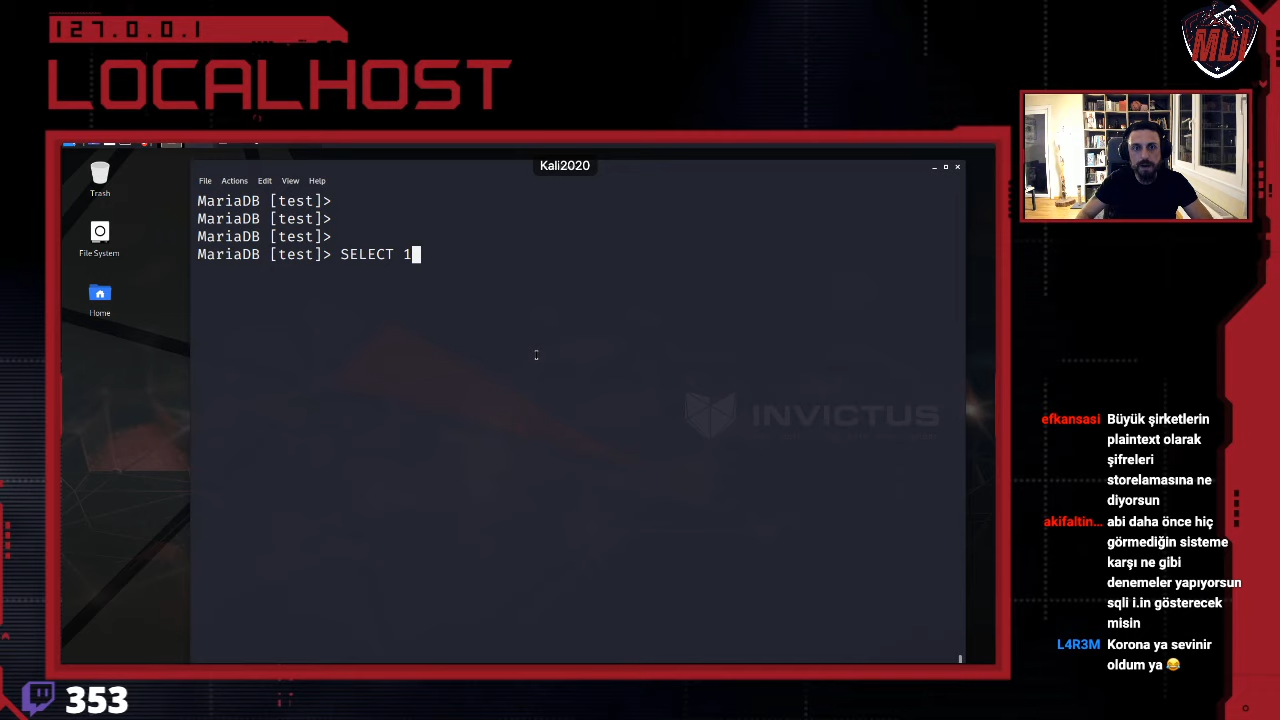 127.0.0.1
LOCALHOST
MDI
Kali2020
File Actions Edit View Help
Trash
File System
Home
MariaDB [test]>
MariaDB [test]>
MariaDB [test]>
MariaDB [test]> SELECT 1
INVICTUS
efkansasi Büyük şirketlerin
plaintext olarak
şifreleri
storelamasına ne
diyorsun
akifaltin... abi daha önce hiç
görmediğin sisteme
karşı ne gibi
denemeler yapıyorsun
sqli i.in gösterecek
misin
L4R3M Korona ya sevinir
oldum ya 😂
353